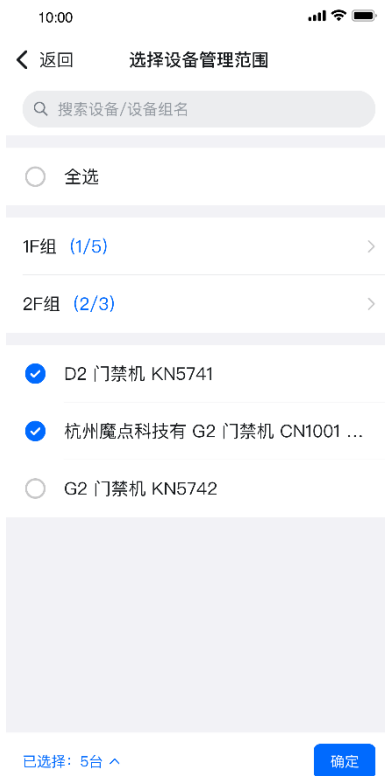 10:00
返回 选择设备管理范围
搜索设备/设备组名
全选
1F组 (1/5)
2F组 (2/3)
D2 门禁机 KN5741
杭州魔点科技有 G2 门禁机 CN1001 ...
G2 门禁机 KN5742
已选择：5台 确定